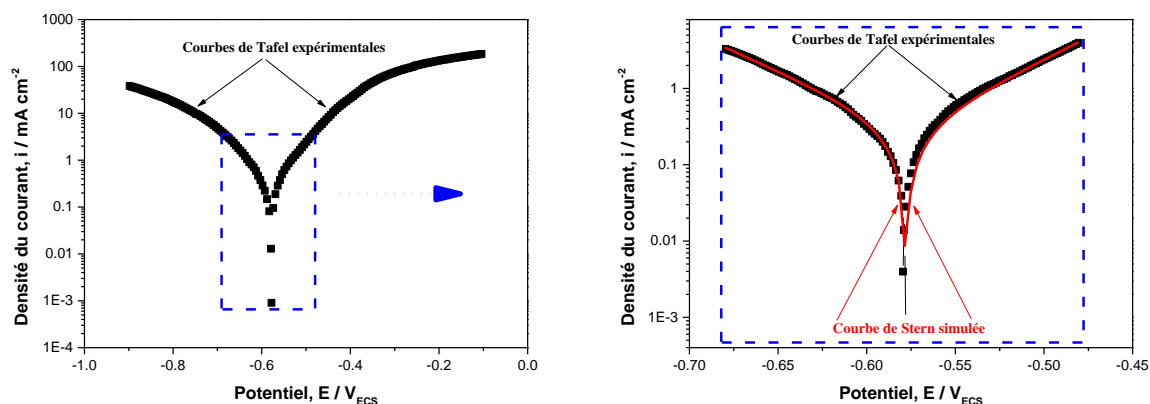 Courbes de Tafel expérimentales
Densité du courant, i / mA cm-2
1000
100
10
1
0.1
0.01
1E-3
1E-4
-1.0
-0.8
-0.6
-0.4
-0.2
0.0
Potentiel, E / VECS
Courbes de Tafel expérimentales
Densité du courant, i / mA cm-2
1
0.1
0.01
1E-3
Courbe de Stern simulée
-0.70
-0.65
-0.60
-0.55
-0.50
-0.45
Potentiel, E / VECS